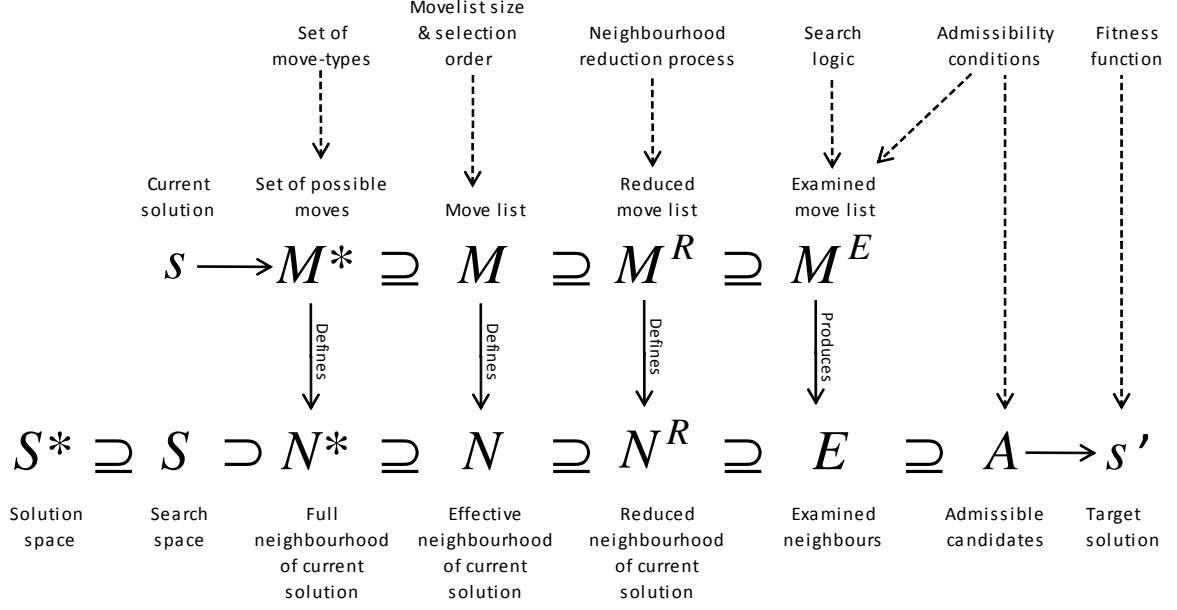 Movelist size
Set of & selection Neighbourhood Search Admissibility Fitness
move-types order reduction process logic conditions function
Current Set of possible Reduced Examined
solution moves Move list move list move list
s M* ⊇ M ⊇ M^R ⊇ M^E
Defines Defines Defines Produces
S* ⊇ S ⊃ N* ⊇ N ⊇ N^R ⊇ E ⊇ A s′
Solution Search Full Effective Reduced Examined Admissible Target
space space neighbourhood neighbourhood neighbourhood neighbours candidates solution
of current of current of current
solution solution solution